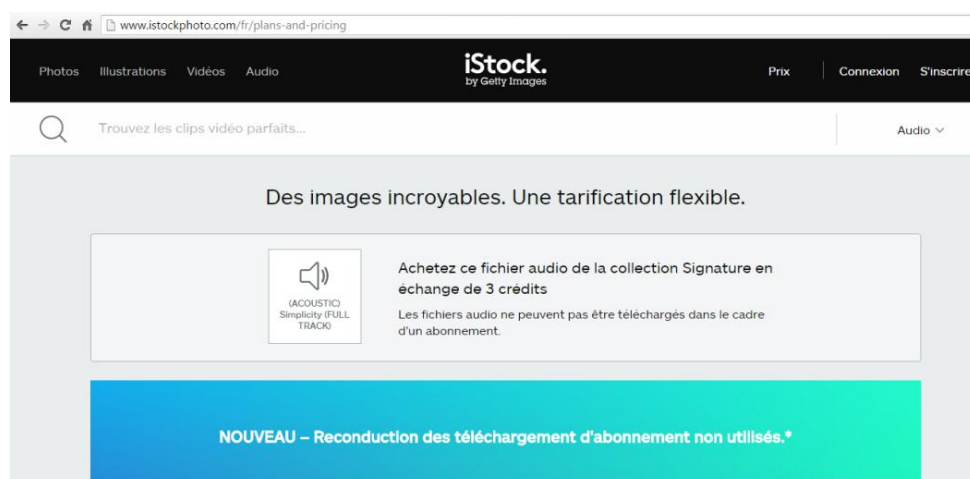 www.istockphoto.com/fr/plans-and-pricing
Photos Illustrations Vidéos Audio iStock. Prix Connexion S'inscrire
by Getty Images
Trouvez les clips vidéo parfaits... Audio
Des images incroyables. Une tarification flexible.
Achetez ce fichier audio de la collection Signature en
échange de 3 crédits
(ACOUSTIC)
Simplicity (FULL
TRACK)
Les fichiers audio ne peuvent pas être téléchargés dans le cadre
d'un abonnement.
NOUVEAU – Reconduction des téléchargement d'abonnement non utilisés.*